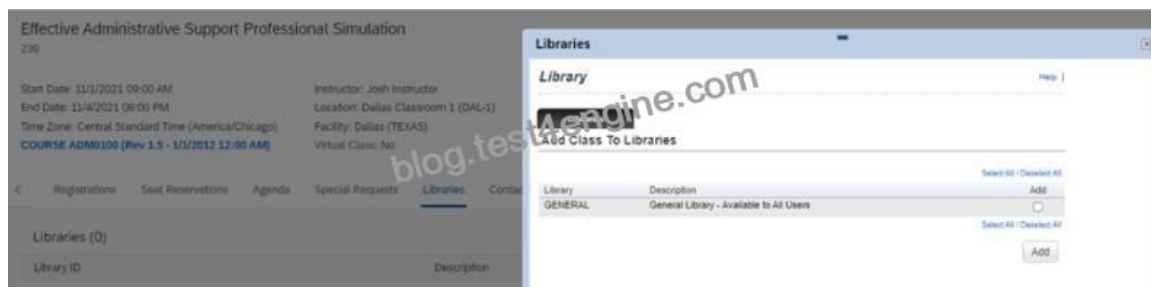 Effective Administrative Support Professional Simulation
239
Start Date: 11/1/2021 09:00 AM
Instructor: Josh Instructor
End Date: 11/4/2021 06:00 PM
Location: Dallas Classroom 1 (DAL-1)
Time Zone: Central Standard Time (America/Chicago)
Facility: Dallas (TEXAS)
COURSE ADM0100 (Rev 1.5 - 1/1/2012 12:00 AM)
Virtual Class: No
Registrations Seat Reservations Agenda Special Requests Libraries Contac
Libraries (0)
Library ID Description
Libraries
Library
Help |
Add Class To Libraries
Select All / Deselect All
Library Description Add
GENERAL General Library - Available to All Users
Select All / Deselect All
Add
blog.test4engine.com